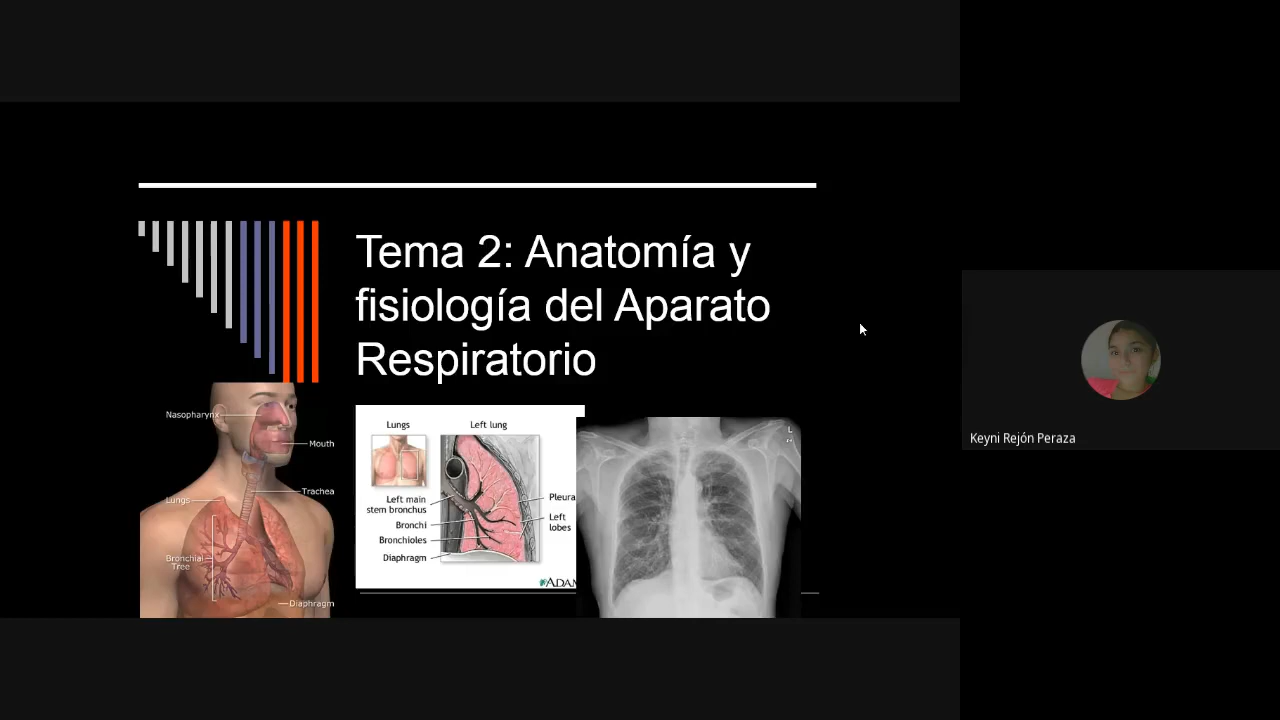 Tema 2: Anatomía y
fisiología del Aparato
Respiratorio
Nasopharynx
Mouth
Trachea
Lungs
Bronchial
Tree
Diaphragm
Lungs
Left lung
Left main
stem bronchus
Bronchi
Bronchioles
Diaphragm
Pleura
Left
lobes
ADAM
L
Keyni Rejón Peraza